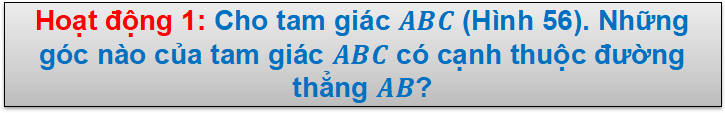 Hoạt động 1: Cho tam giác ABC (Hình 56). Những
góc nào của tam giác ABC có cạnh thuộc đường
thẳng AB?